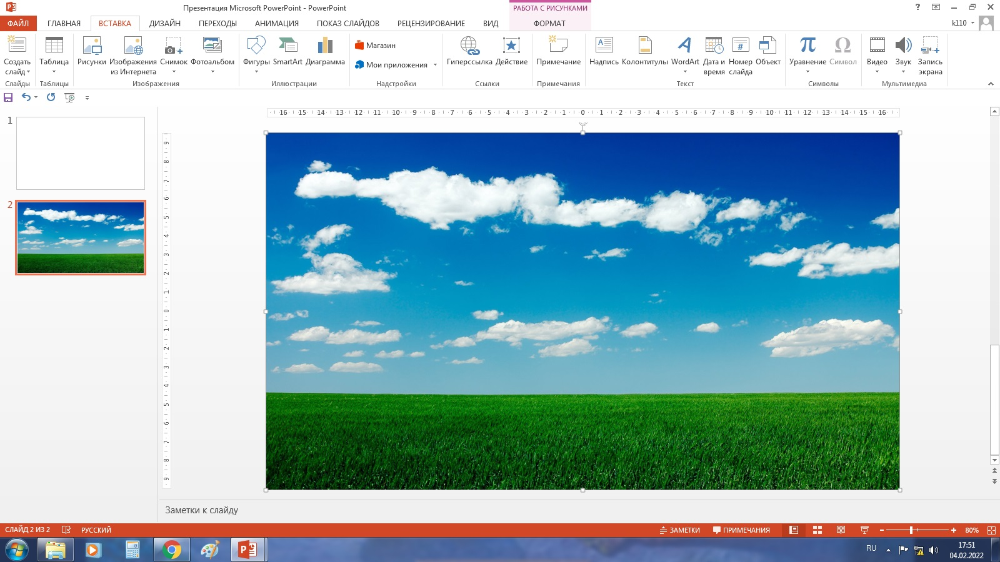 Презентация Microsoft PowerPoint - PowerPoint
РАБОТА С РИСУНКАМИ
?
ФАЙЛ ГЛАВНАЯ ВСТАВКА ДИЗАЙН ПЕРЕХОДЫ АНИМАЦИЯ ПОКАЗ СЛАЙДОВ РЕЦЕНЗИРОВАНИЕ ВИД ФОРМАТ k110
Создать слайд
Таблица
Рисунки
Изображения из Интернета
Снимок
Фотоальбом
Фигуры
SmartArt
Диаграмма
Магазин
Мои приложения
Гиперссылка
Действие
Примечание
Надпись
Колонтитулы
WordArt
Дата и время
Номер слайда
Объект
Уравнение
Символ
Видео
Звук
Запись экрана
Слайды Таблицы Изображения Иллюстрации Надстройки Ссылки Примечания Текст Символы Мультимедиа
16 15 14 13 12 11 10 9 8 7 6 5 4 3 2 1 0 1 2 3 4 5 6 7 8 9 10 11 12 13 14 15 16
1
2
9 8 7 6 5 4 3 2 1 0 1 2 3 4 5 6 7 8 9
Заметки к слайду
СЛАЙД 2 ИЗ 2 РУССКИЙ ЗАМЕТКИ ПРИМЕЧАНИЯ 80%
RU 17:51
04.02.2022